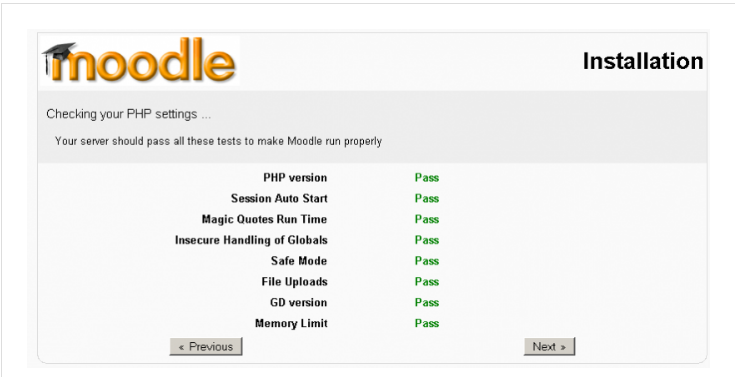 moodle
Installation
Checking your PHP settings ...
Your server should pass all these tests to make Moodle run properly
PHP version Pass
Session Auto Start Pass
Magic Quotes Run Time Pass
Insecure Handling of Globals Pass
Safe Mode Pass
File Uploads Pass
GD version Pass
Memory Limit Pass
« Previous Next »